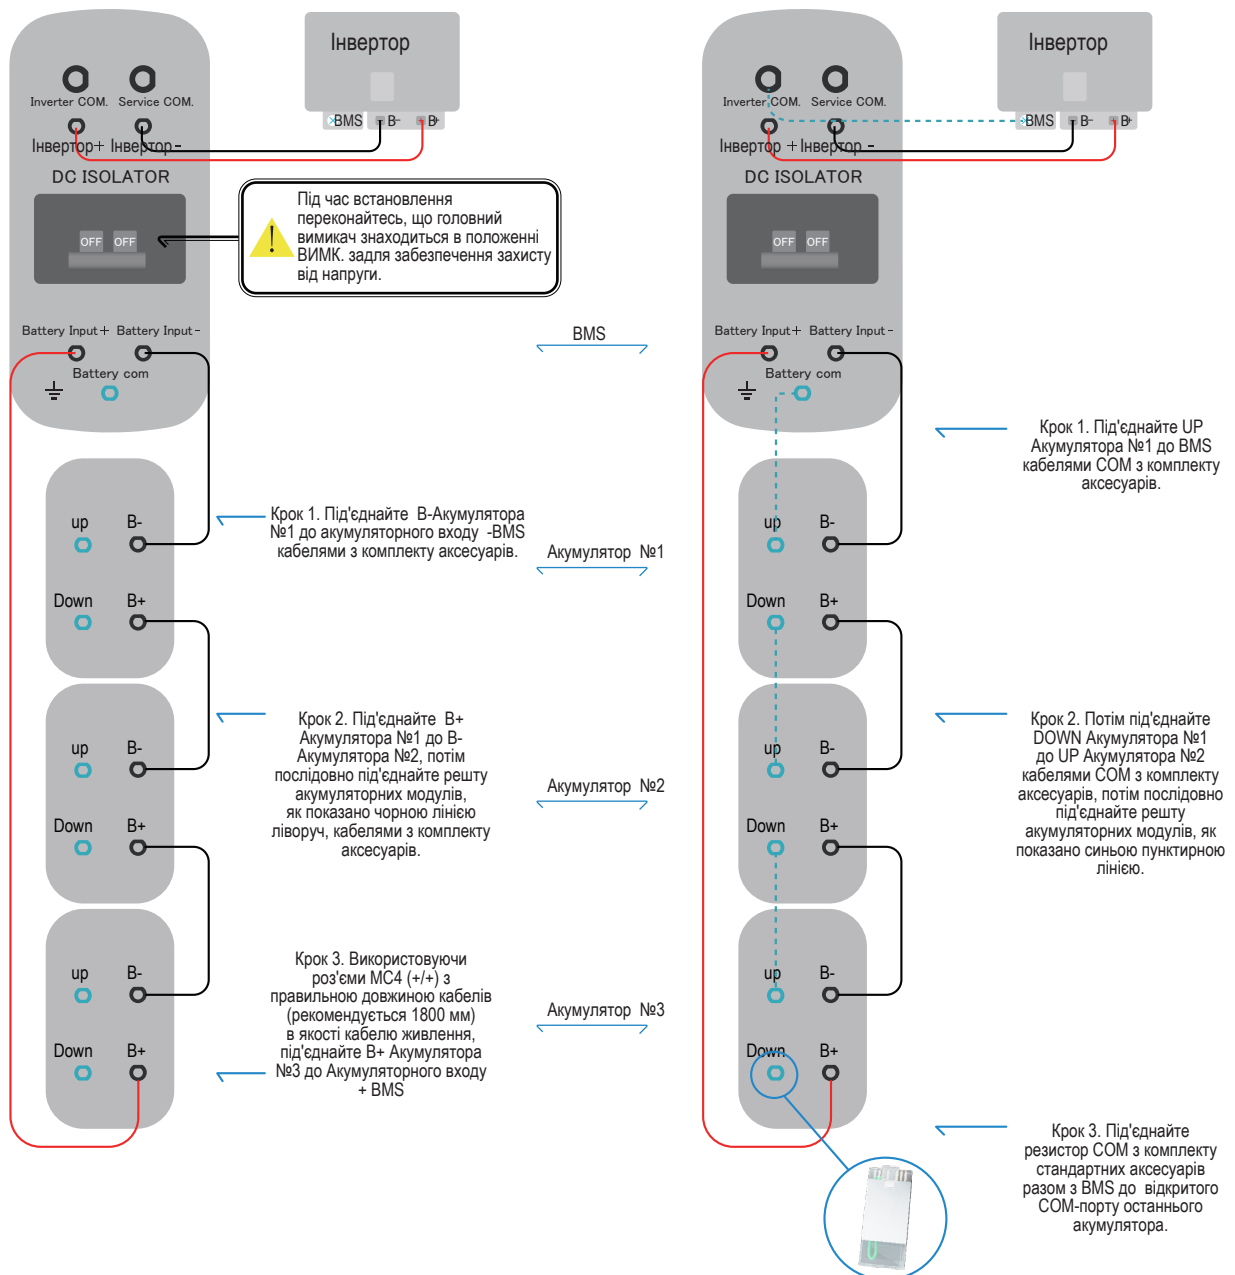 Інвертор
Inverter COM. Service COM.
BMS B- B+
Інвертор+ Інвертор-
DC ISOLATOR
OFF OFF
Під час встановлення
переконайтесь, що головний
вимикач знаходиться в положенні
ВИМК. задля забезпечення захисту
від напруги.
Battery Input+ Battery Input-
Battery com
up B-
Down B+
up B-
Down B+
up B-
Down B+
Крок 1. Під'єднайте В-Акумулятора
№1 до акумуляторного входу -BMS
кабелями з комплекту аксесуарів.
Крок 2. Під'єднайте В+
Акумулятора №1 до В-
Акумулятора №2, потім
послідовно під'єднайте решту
акумуляторних модулів,
як показано чорною лінією
ліворуч, кабелями з комплекту
аксесуарів.
Крок 3. Використовуючи
роз'єми МС4 (+/+) з
правильною довжиною кабелів
(рекомендується 1800 мм)
в якості кабелю живлення,
під'єднайте В+ Акумулятора
№3 до Акумуляторного входу
+ BMS
BMS
Акумулятор №1
Акумулятор №2
Акумулятор №3
Інвертор
Inverter COM. Service COM.
BMS B- B+
Інвертор + Інвертор -
DC ISOLATOR
OFF OFF
Battery Input+ Battery Input-
Battery com
up B-
Down B+
up B-
Down B+
up B-
Down B+
Крок 1. Під'єднайте UP
Акумулятора №1 до BMS
кабелями COM з комплекту
аксесуарів.
Крок 2. Потім під'єднайте
DOWN Акумулятора №1
до UP Акумулятора №2
кабелями COM з комплекту
аксесуарів, потім послідовно
під'єднайте решту
акумуляторних модулів, як
показано синьою пунктирною
лінією.
Крок 3. Під'єднайте
резистор COM з комплекту
стандартних аксесуарів
разом з BMS до відкритого
COM-порту останнього
акумулятора.